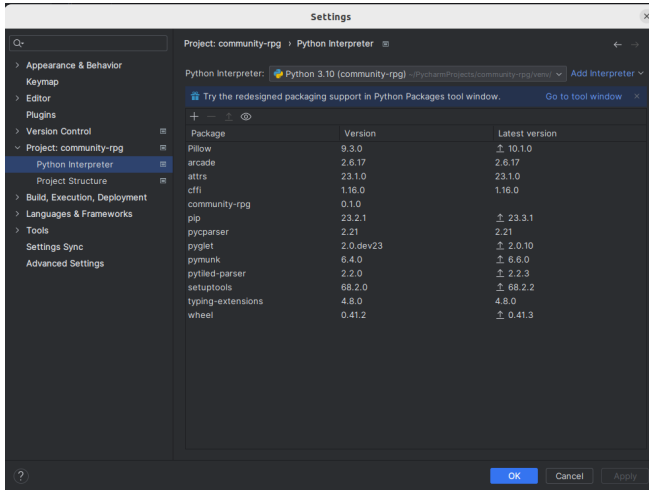 Settings
Project: community-rpg › Python Interpreter
Appearance & Behavior
Keymap
Editor
Plugins
Version Control
Project: community-rpg
Python Interpreter
Project Structure
Build, Execution, Deployment
Languages & Frameworks
Tools
Settings Sync
Advanced Settings
Python Interpreter: Python 3.10 (community-rpg) ~/PycharmProjects/community-rpg/venv/ Add Interpreter
Try the redesigned packaging support in Python Packages tool window. Go to tool window
Package Version Latest version
Pillow 9.3.0 10.1.0
arcade 2.6.17 2.6.17
attrs 23.1.0 23.1.0
cffi 1.16.0 1.16.0
community-rpg 0.1.0
pip 23.2.1 23.3.1
pycparser 2.21 2.21
pyglet 2.0.dev23 2.0.10
pymunk 6.4.0 6.6.0
pytiled-parser 2.2.0 2.2.3
setuptools 68.2.0 68.2.2
typing-extensions 4.8.0 4.8.0
wheel 0.41.2 0.41.3
? OK Cancel Apply